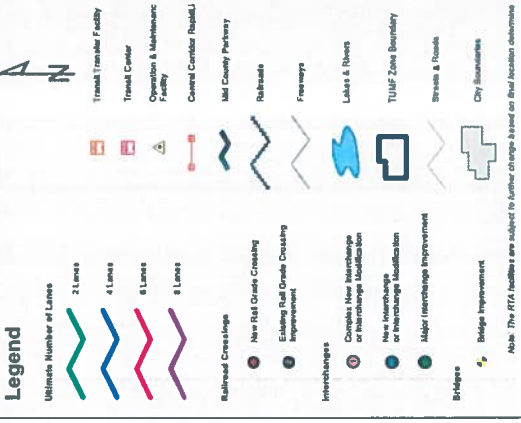 Legend
Ultimate Number of Lanes
2 Lanes
4 Lanes
6 Lanes
8 Lanes
Railroad Crossings
New Rail Grade Crossing
Existing Rail Grade Crossing
Improvement
Interchanges
Complex New Interchange
or Interchange Modification
New Interchange
or Interchange Modification
Major Interchange Improvement
Bridges
Bridge Improvement
N
Transit Transfer Facility
Transit Center
Operation & Maintenanc
Facility
Central Corridor RapidLi
Mid County Parkway
Railroads
Freeways
Lakes & Rivers
TUMF Zone Boundary
Streets & Roads
City Boundaries
Note: The RTA facilities are subject to further change based on final location determine